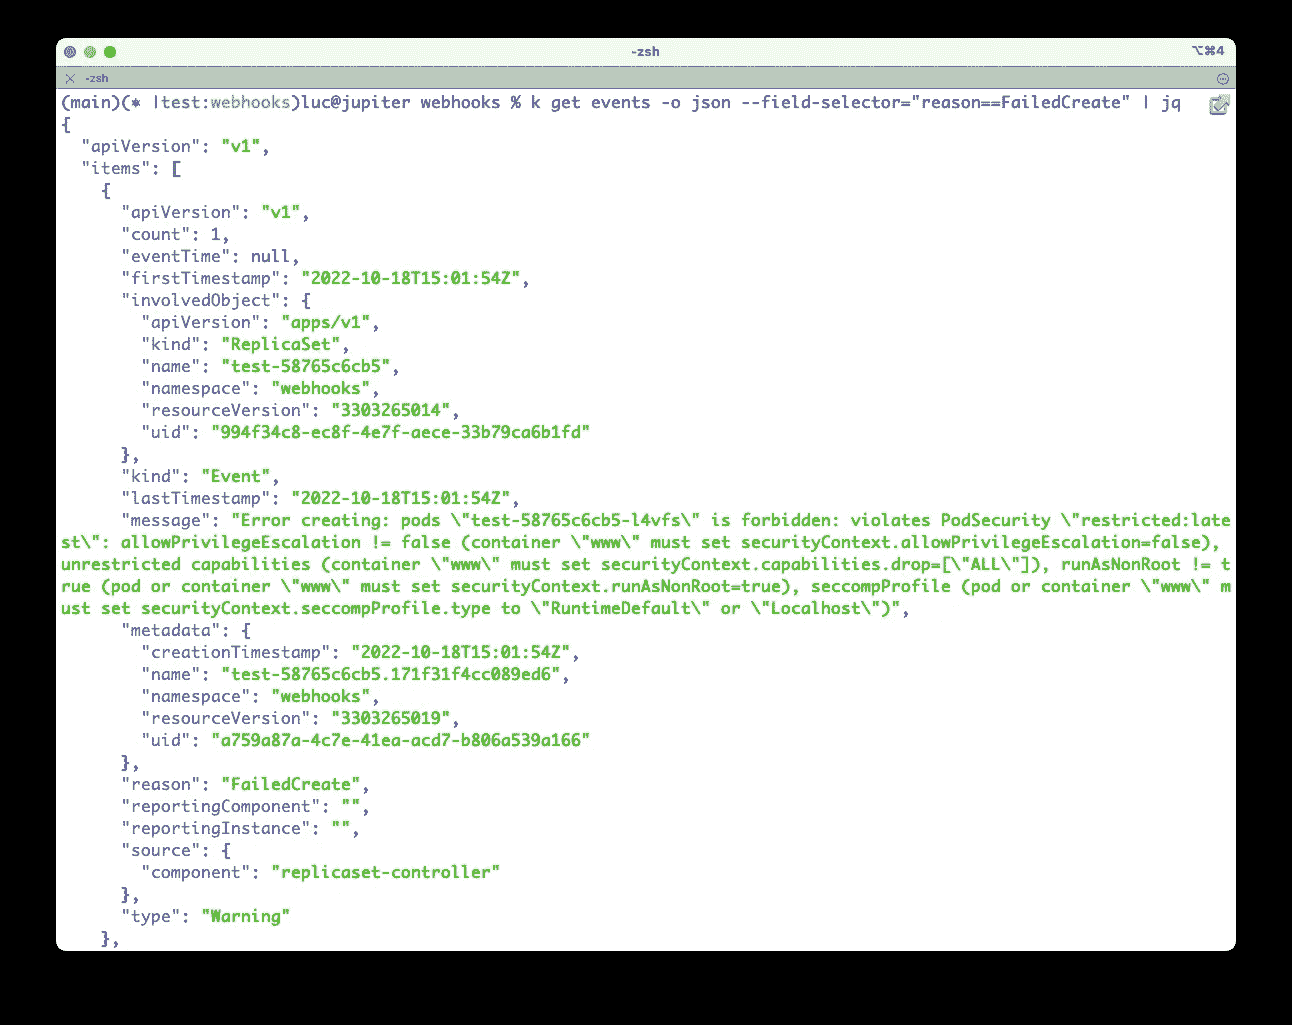 -zsh
⌥⌘4
-zsh
(main)(* |test:webhooks)luc@jupiter webhooks % k get events -o json --field-selector="reason==FailedCreate" | jq
{
  "apiVersion": "v1",
  "items": [
    {
      "apiVersion": "v1",
      "count": 1,
      "eventTime": null,
      "firstTimestamp": "2022-10-18T15:01:54Z",
      "involvedObject": {
        "apiVersion": "apps/v1",
        "kind": "ReplicaSet",
        "name": "test-58765c6cb5",
        "namespace": "webhooks",
        "resourceVersion": "3303265014",
        "uid": "994f34c8-ec8f-4e7f-aece-33b79ca6b1fd"
      },
      "kind": "Event",
      "lastTimestamp": "2022-10-18T15:01:54Z",
      "message": "Error creating: pods \"test-58765c6cb5-l4vfs\" is forbidden: violates PodSecurity \"restricted:late
st\": allowPrivilegeEscalation != false (container \"www\" must set securityContext.allowPrivilegeEscalation=false),
unrestricted capabilities (container \"www\" must set securityContext.capabilities.drop=[\"ALL\"]), runAsNonRoot != t
rue (pod or container \"www\" must set securityContext.runAsNonRoot=true), seccompProfile (pod or container \"www\" m
ust set securityContext.seccompProfile.type to \"RuntimeDefault\" or \"Localhost\")",
      "metadata": {
        "creationTimestamp": "2022-10-18T15:01:54Z",
        "name": "test-58765c6cb5.171f31f4cc089ed6",
        "namespace": "webhooks",
        "resourceVersion": "3303265019",
        "uid": "a759a87a-4c7e-41ea-acd7-b806a539a166"
      },
      "reason": "FailedCreate",
      "reportingComponent": "",
      "reportingInstance": "",
      "source": {
        "component": "replicaset-controller"
      },
      "type": "Warning"
    },